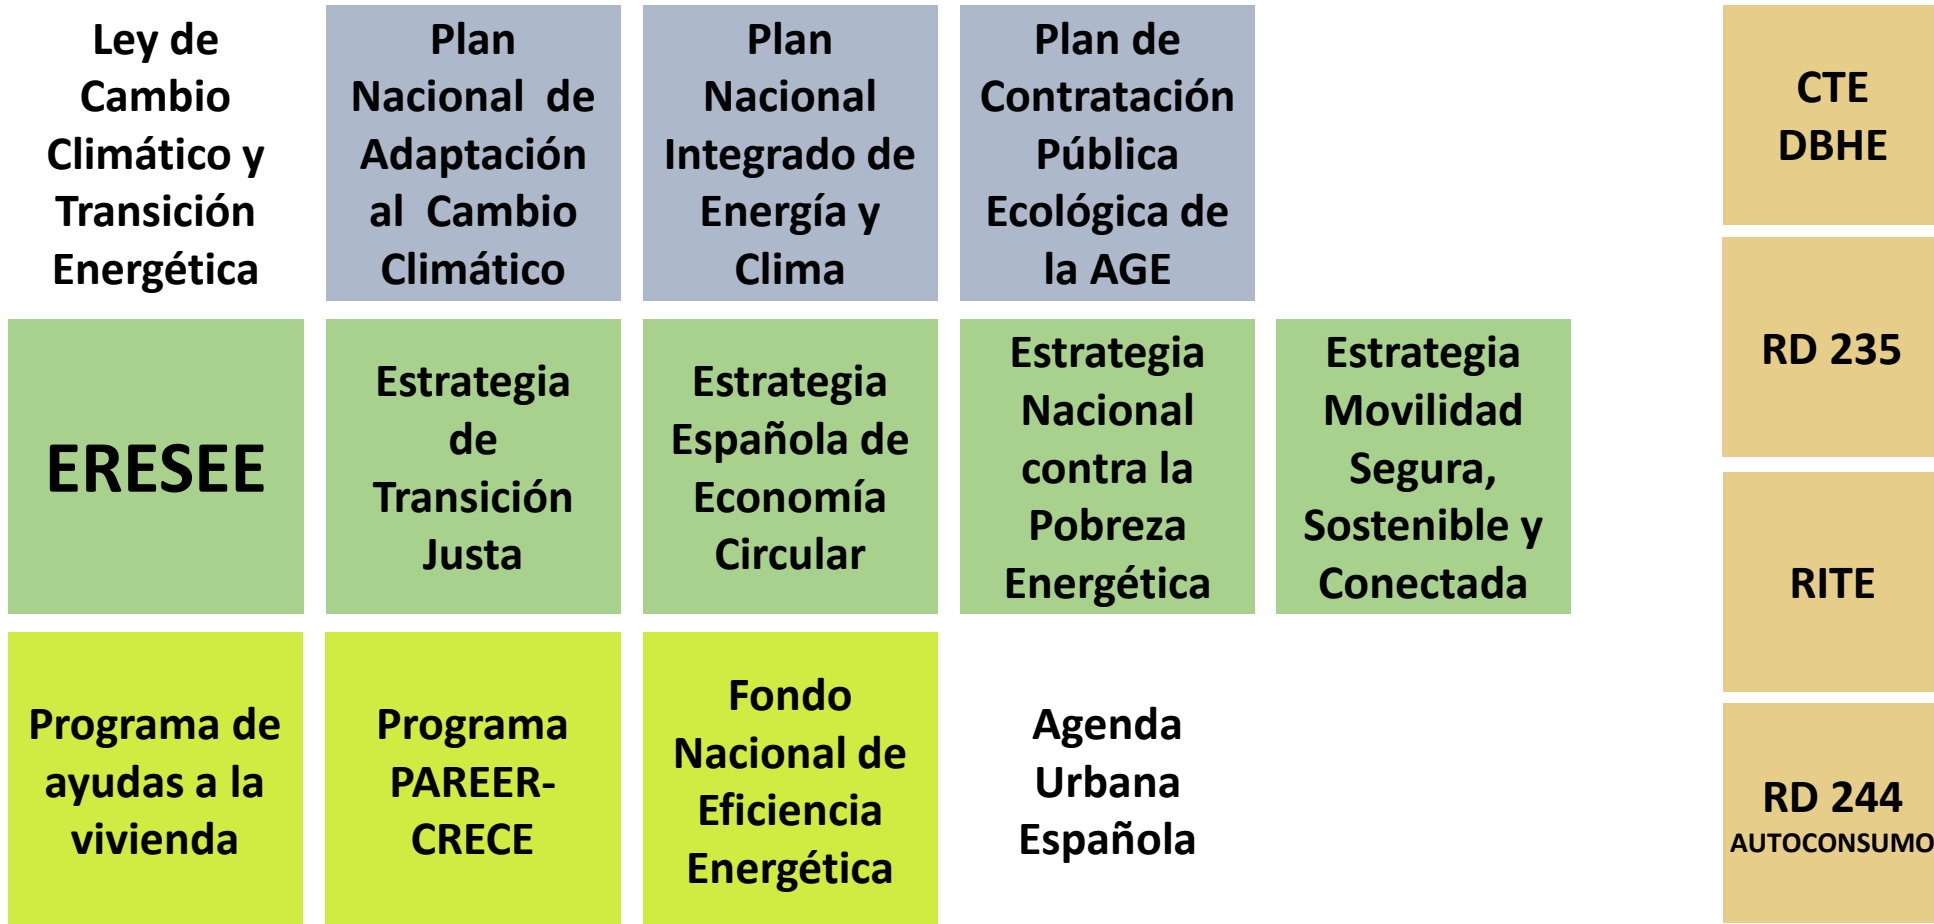 Ley de
Cambio
Climático y
Transición
Energética
Plan
Nacional de
Adaptación
al Cambio
Climático
Plan
Nacional
Integrado de
Energía y
Clima
Plan de
Contratación
Pública
Ecológica de
la AGE
CTE
DBHE
ERESEE
Estrategia
de
Transición
Justa
Estrategia
Española de
Economía
Circular
Estrategia
Nacional
contra la
Pobreza
Energética
Estrategia
Movilidad
Segura,
Sostenible y
Conectada
RD 235
RITE
Programa de
ayudas a la
vivienda
Programa
PAREER-
CRECE
Fondo
Nacional de
Eficiencia
Energética
Agenda
Urbana
Española
RD 244
AUTOCONSUMO